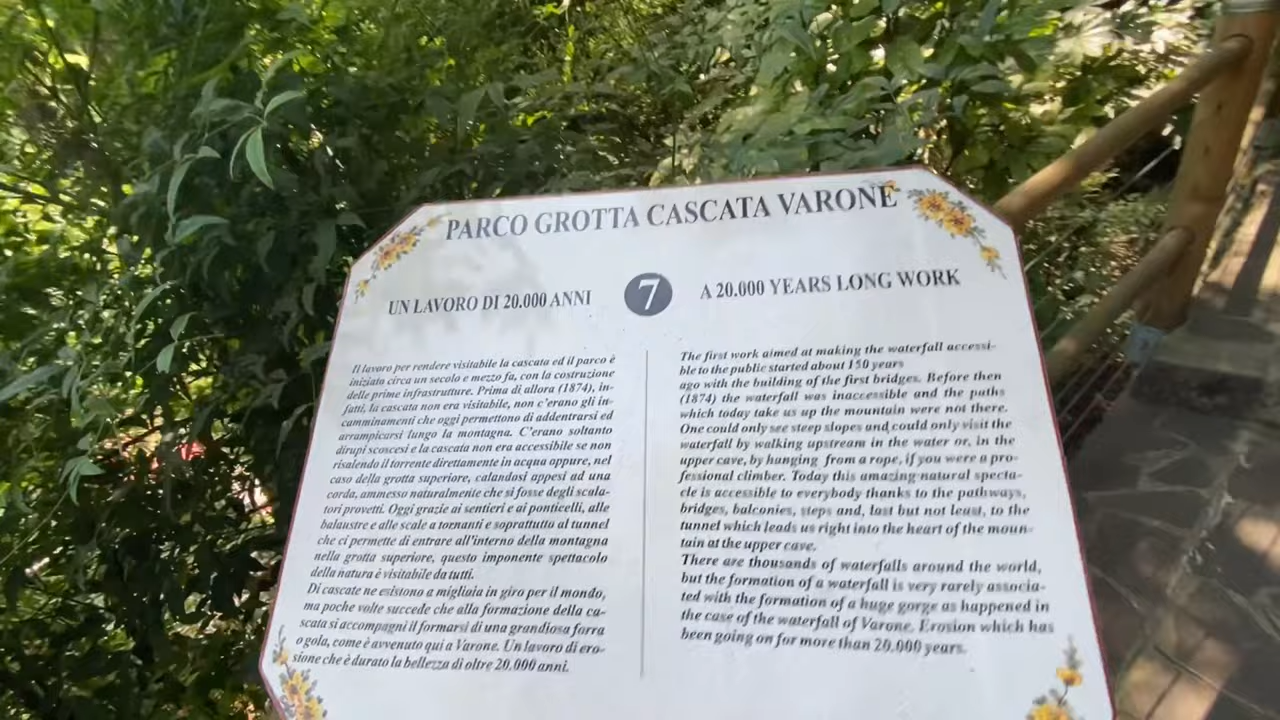 PARCO GROTTA CASCATA VARONE
UN LAVORO DI 20.000 ANNI
7
A 20.000 YEARS LONG WORK
Il lavoro per rendere visitabile la cascata ed il parco è
iniziato circa un secolo e mezzo fa, con la costruzione
delle prime infrastrutture. Prima di allora (1874), in-
fatti, la cascata non era visitabile, non c'erano gli in-
camminamenti che oggi permettono di addentrarsi ed
arrampicarsi lungo la montagna. C'erano soltanto
dirupi scoscesi e la cascata non era accessibile se non
risalendo il torrente direttamente in acqua oppure, nel
caso della grotta superiore, calandosi appesi ad una
corda, ammesso naturalmente che si fosse degli scala-
tori provetti. Oggi grazie ai sentieri e ai ponticelli, alle
balaustre e alle scale a tornanti e soprattutto al tunnel
che ci permette di entrare all'interno della montagna
nella grotta superiore, questo imponente spettacolo
della natura è visitabile da tutti.
Di cascate ne esistono a migliaia in giro per il mondo,
ma poche volte succede che alla formazione della ca-
scata si accompagni il formarsi di una grandiosa forra
o gola, come è avvenuto qui a Varone. Un lavoro di ero-
sione che è durato la bellezza di oltre 20.000 anni.
The first work aimed at making the waterfall accessi-
ble to the public started about 150 years
ago with the building of the first bridges. Before then
(1874) the waterfall was inaccessible and the paths
which today take us up the mountain were not there.
One could only see steep slopes and could only visit the
waterfall by walking upstream in the water or, in the
upper cave, by hanging from a rope, if you were a pro-
fessional climber. Today this amazing natural specta-
cle is accessible to everybody thanks to the pathways,
bridges, balconies, steps and, last but not least, to the
tunnel which leads us right into the heart of the moun-
tain at the upper cave.
There are thousands of waterfalls around the world,
but the formation of a waterfall is very rarely associa-
ted with the formation of a huge gorge as happened in
the case of the waterfall of Varone. Erosion which has
been going on for more than 20.000 years.